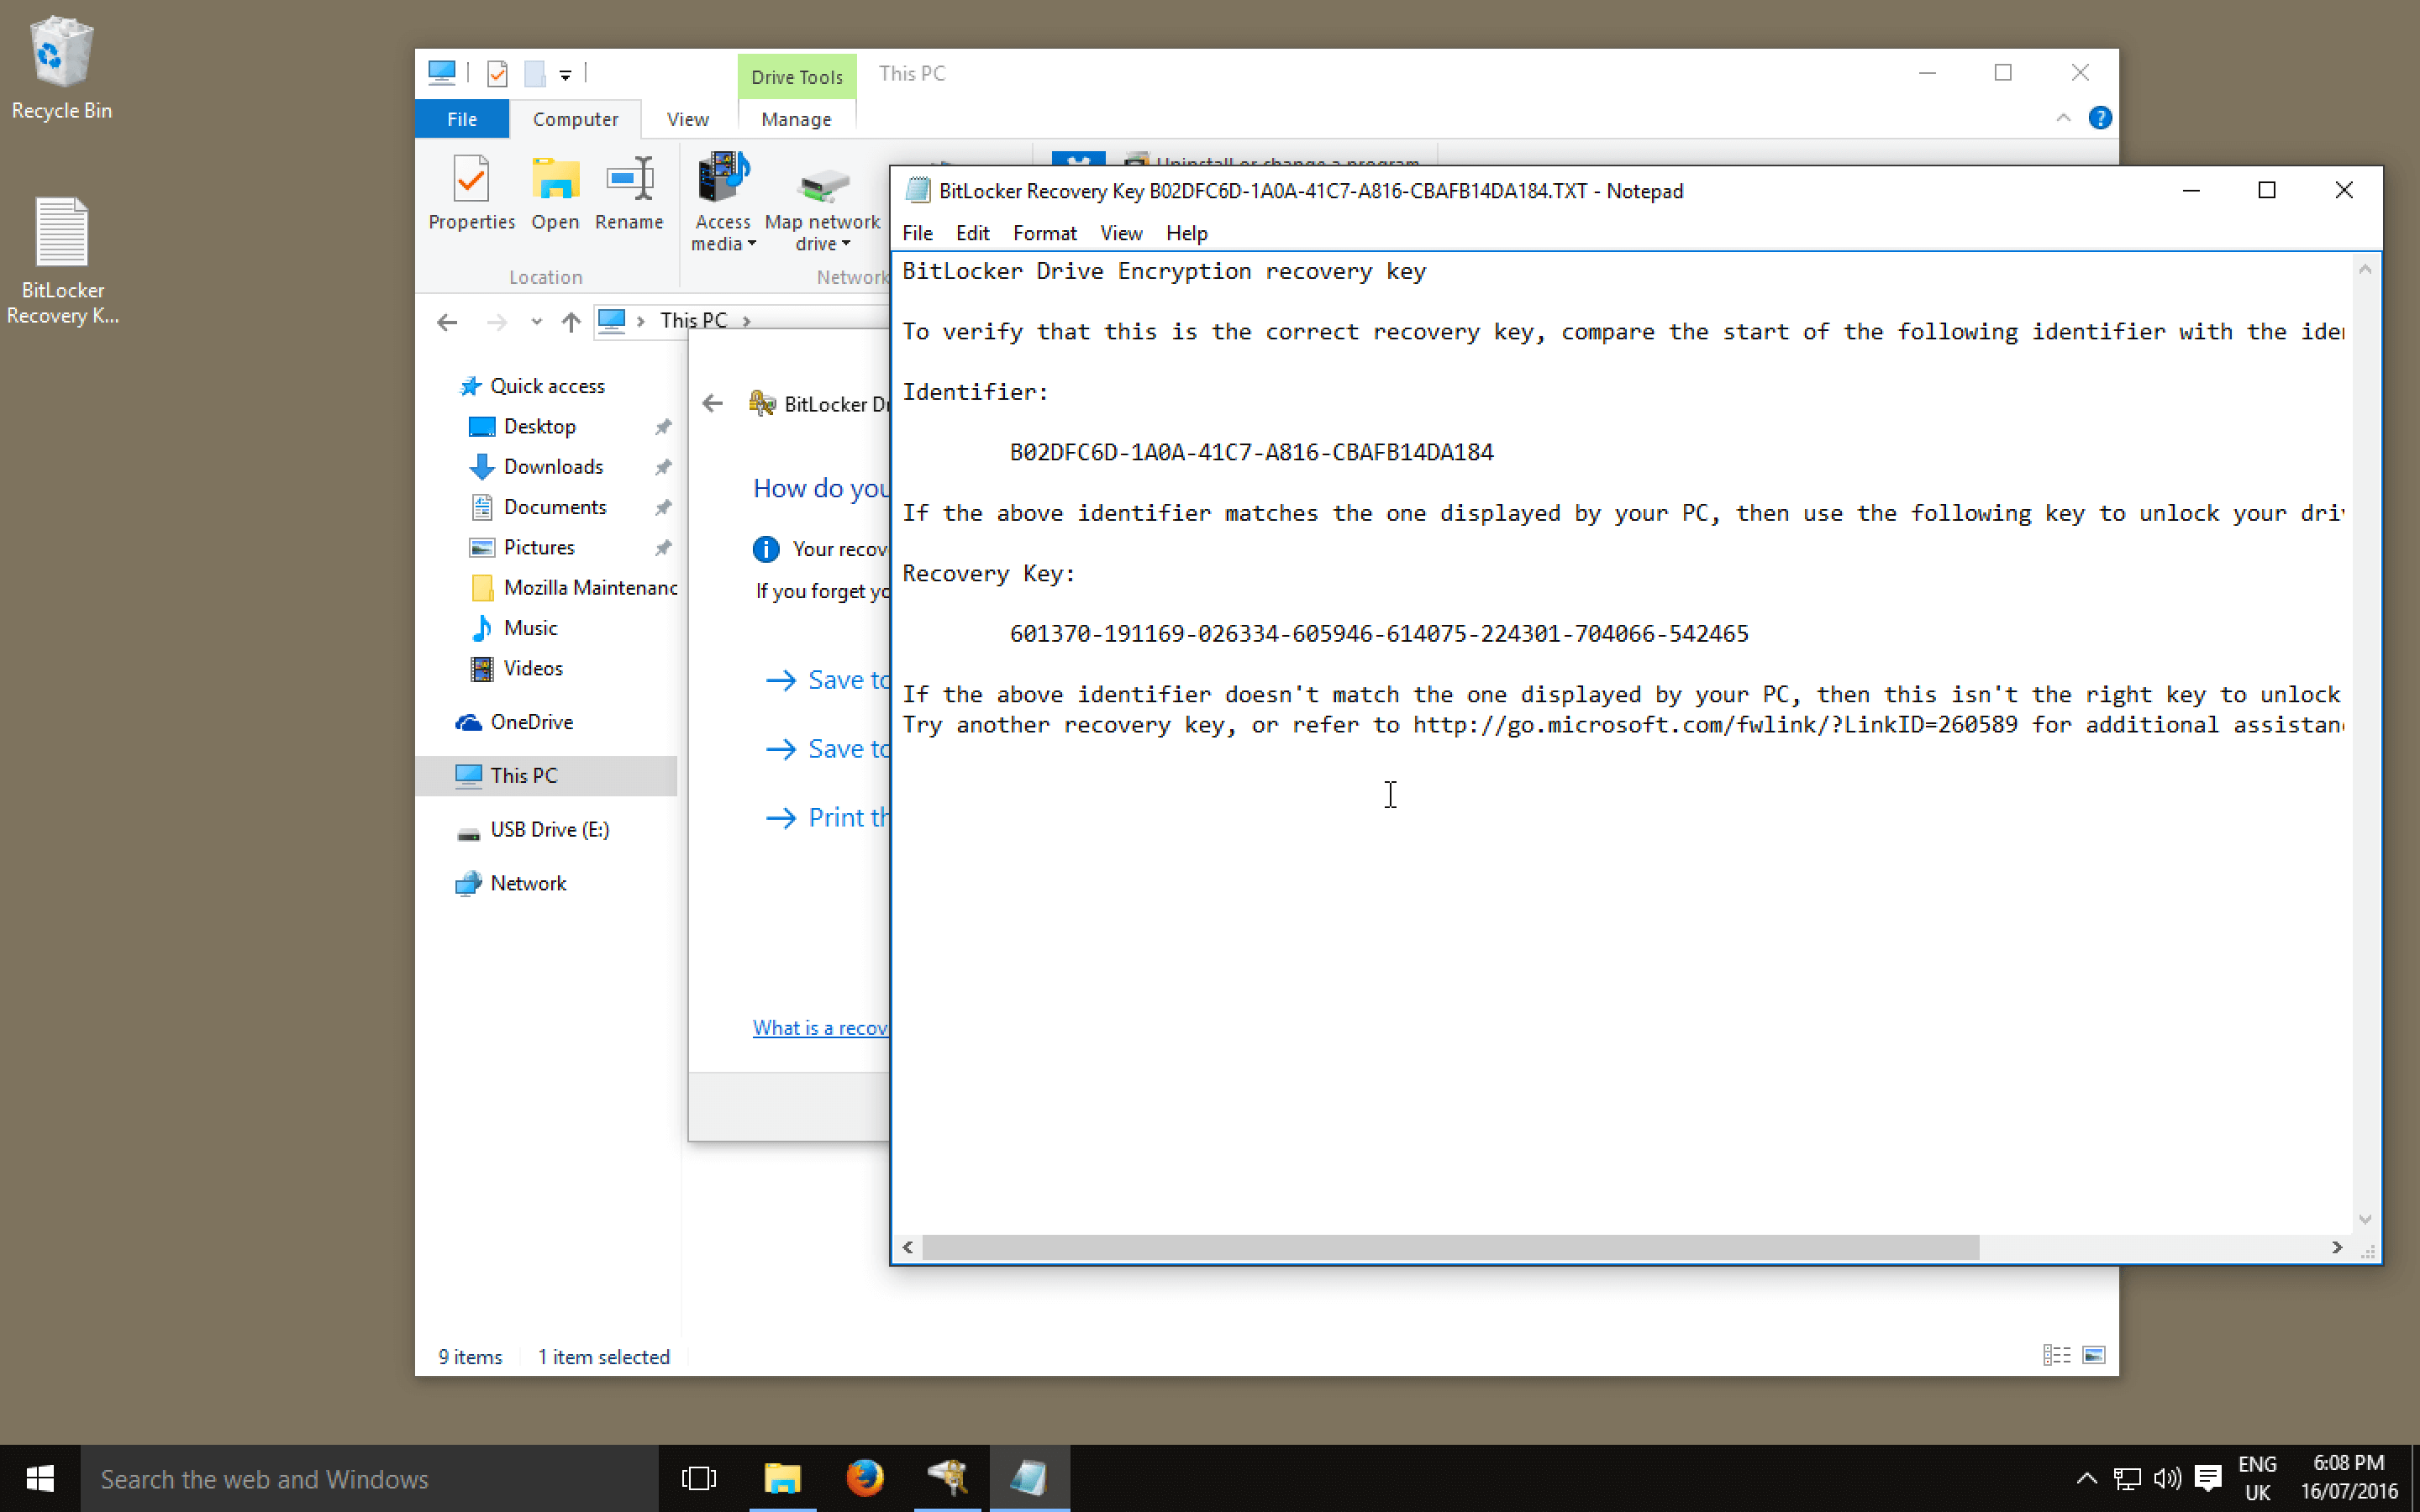 Recycle Bin
BitLocker
Recovery K...
Drive Tools
This PC
File
Computer
View
Manage
Properties
Open
Rename
Access
media
Map network
drive
Uninstall or change a program
Location
Network
This PC
Quick access
Desktop
Downloads
Documents
Pictures
Mozilla Maintenanc
Music
Videos
OneDrive
This PC
USB Drive (E:)
Network
9 items
1 item selected
BitLocker Dr
How do you
Your recov
If you forget yo
Save to
Save to
Print th
What is a recov
BitLocker Recovery Key B02DFC6D-1A0A-41C7-A816-CBAFB14DA184.TXT - Notepad
File Edit Format View Help
BitLocker Drive Encryption recovery key
To verify that this is the correct recovery key, compare the start of the following identifier with the iden
Identifier:
B02DFC6D-1A0A-41C7-A816-CBAFB14DA184
If the above identifier matches the one displayed by your PC, then use the following key to unlock your driv
Recovery Key:
601370-191169-026334-605946-614075-224301-704066-542465
If the above identifier doesn't match the one displayed by your PC, then this isn't the right key to unlock
Try another recovery key, or refer to http://go.microsoft.com/fwlink/?LinkID=260589 for additional assistan
Search the web and Windows
ENG
UK
6:08 PM
16/07/2016